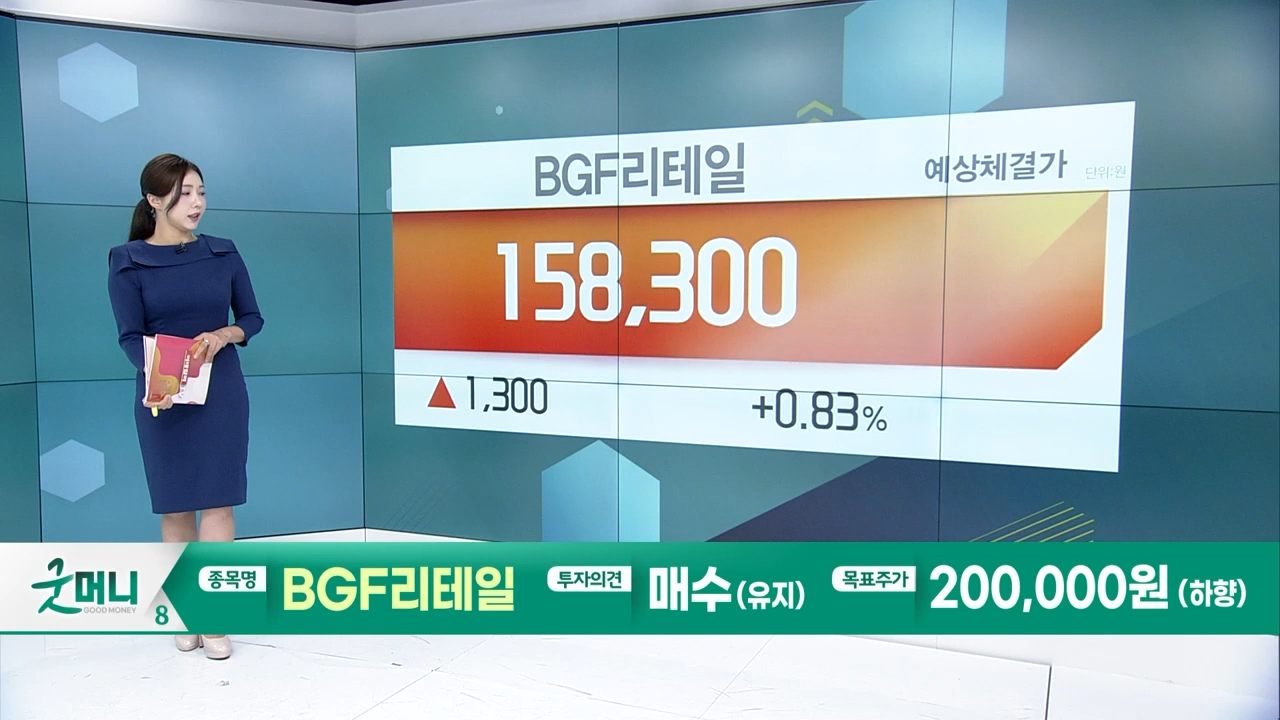 BGF리테일
예상체결가 단위:원
158,300
▲1,300 +0.83%
굿머니
GOOD MONEY
8
종목명 BGF리테일 투자의견 매수(유지) 목표주가 200,000원(하향)